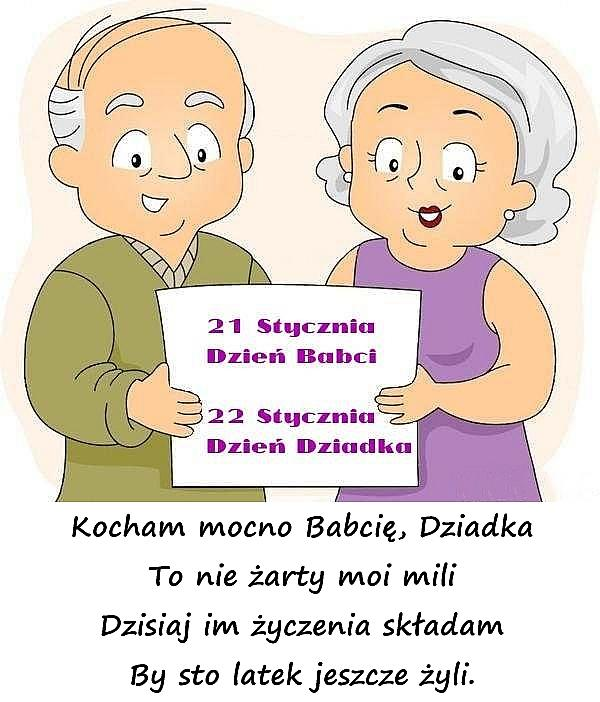 21 Stycznia
Dzień Babci
22 Stycznia
Dzień Dziadka
Kocham mocno Babcię, Dziadka
To nie żarty moi mili
Dzisiaj im życzenia składam
By sto latek jeszcze żyli.